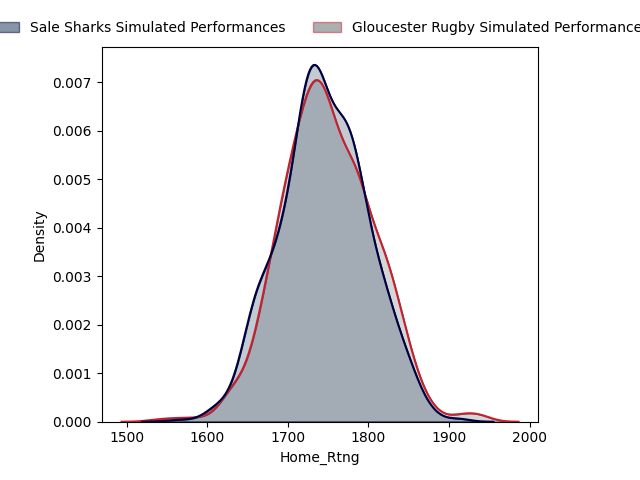 Sale Sharks Simulated Performances
Gloucester Rugby Simulated Performance
0.007
0.006
0.005
0.004
0.003
0.002
0.001
0.000
Density
1500 1600 1700 1800 1900 2000
Home_Rtng